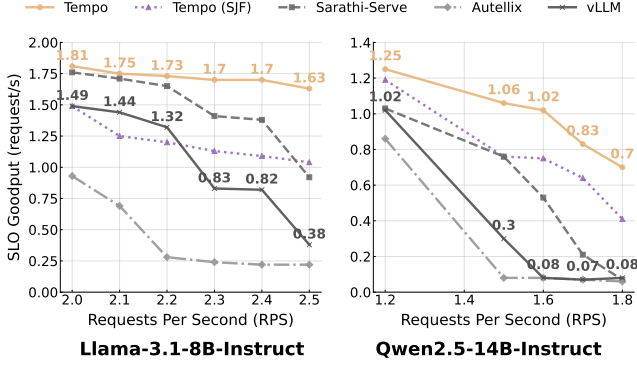 Tempo Tempo (SJF) Sarathi-Serve Autellix vLLM
SLO Goodput (request/s)
2.00
1.75
1.50
1.25
1.00
0.75
0.50
0.25
0.00
1.81 1.75 1.73 1.7 1.7 1.63
1.49 1.44 1.32 0.83 0.82 0.38
2.0 2.1 2.2 2.3 2.4 2.5
Requests Per Second (RPS)
Llama-3.1-8B-Instruct
1.4
1.2
1.0
0.8
0.6
0.4
0.2
0.0
1.25 1.06 1.02 0.83 0.7
1.02 0.3 0.08 0.07 0.08
1.2 1.4 1.6 1.8
Requests Per Second (RPS)
Qwen2.5-14B-Instruct